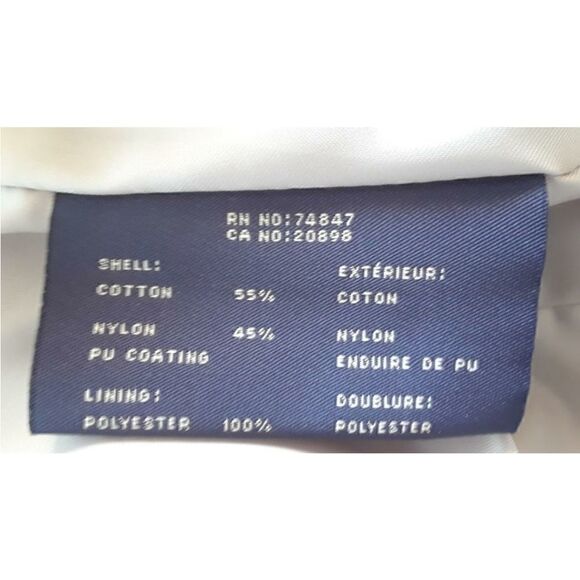 RN NO:74847
CA NO:20898
SHELL: EXTÉRIEUR:
COTTON 55% COTON
NYLON 45% NYLON
PU COATING ENDUIRE DE PU
LINING: DOUBLURE:
POLYESTER 100% POLYESTER